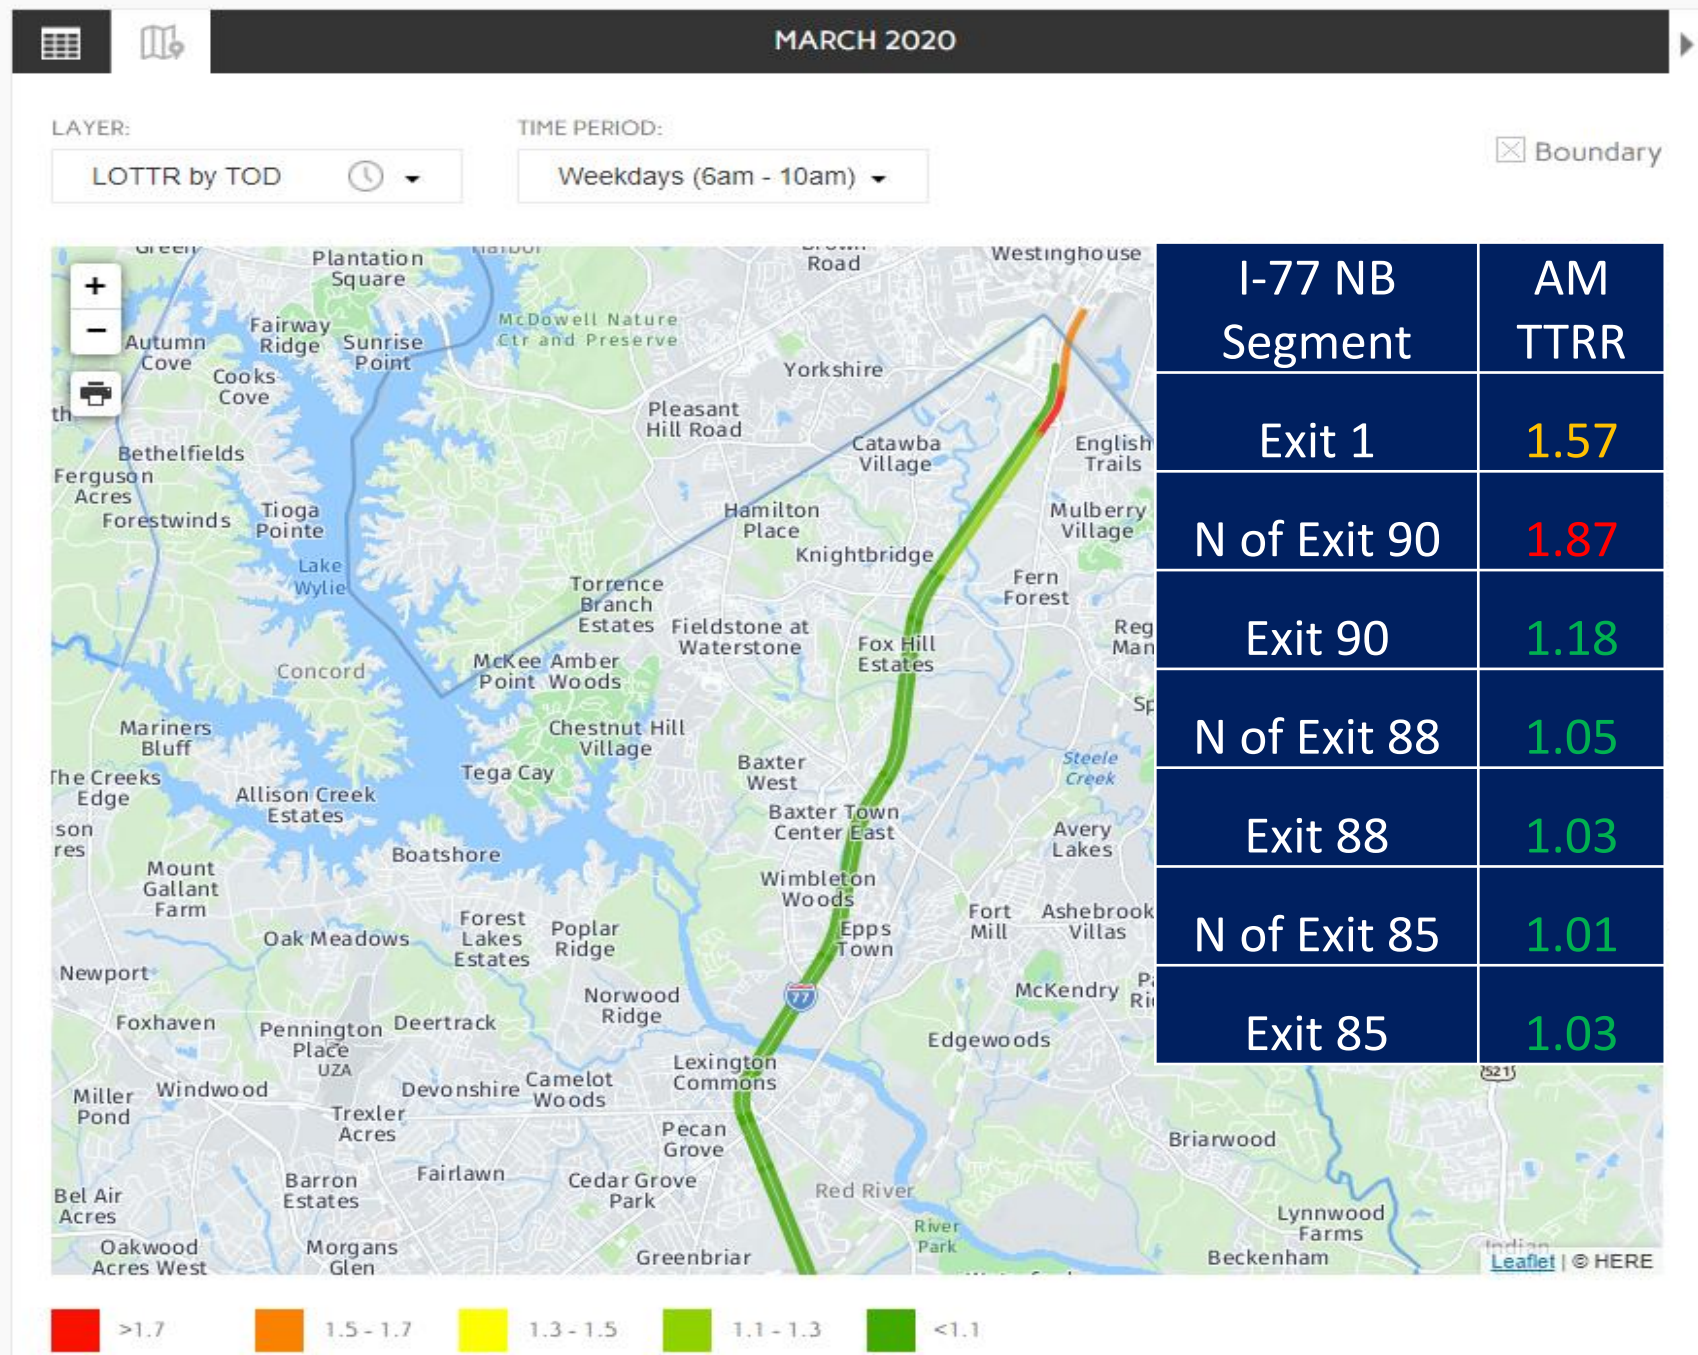 MARCH 2020
LAYER:
TIME PERIOD:
LOTTR by TOD
Weekdays (6am - 10am)
Boundary
+
−
Plantation
Square
Road
Westinghouse
McDowell Nature
Ctr and Preserve
Fairway
Ridge
Sunrise
Point
Autumn
Cove
Cooks
Cove
Yorkshire
Pleasant
Hill Road
Catawba
Village
English
Trails
Bethelfields
Ferguson
Acres
Forestwinds
Tioga
Pointe
Hamilton
Place
Mulberry
Village
Knightbridge
Lake
Wylie
Torrence
Branch
Estates
Fern
Forest
Fieldstone at
Waterstone
Fox Hill
Estates
Reg
Man
Concord
McKee
Point
Amber
Woods
Sp
Mariners
Bluff
Chestnut Hill
Village
Steele
Creek
Baxter
West
Tega Cay
The Creeks
Edge
Allison Creek
Estates
Baxter Town
Center East
son
res
Avery
Lakes
Boatshore
Mount
Gallant
Farm
Wimbleton
Woods
Forest
Lakes
Estates
Poplar
Ridge
Fort
Mill
Ashebrook
Villas
Oak Meadows
Epps
Town
Newport
McKendry
Norwood
Ridge
77
Foxhaven
Pennington
Place
UZA
Deertrack
Edgewoods
Lexington
Commons
Miller
Pond
Windwood
Devonshire
Camelot
Woods
Trexler
Acres
Pecan
Grove
521
Briarwood
Barron
Estates
Fairlawn
Cedar Grove
Park
Red River
Bel Air
Acres
River
Park
Lynnwood
Farms
Oakwood
Acres West
Morgans
Glen
Greenbriar
Beckenham
Indian
Leaflet | © HERE
I-77 NB
Segment
AM
TTRR
Exit 1 1.57
N of Exit 90 1.87
Exit 90 1.18
N of Exit 88 1.05
Exit 88 1.03
N of Exit 85 1.01
Exit 85 1.03
>1.7 1.5 - 1.7 1.3 - 1.5 1.1 - 1.3 <1.1